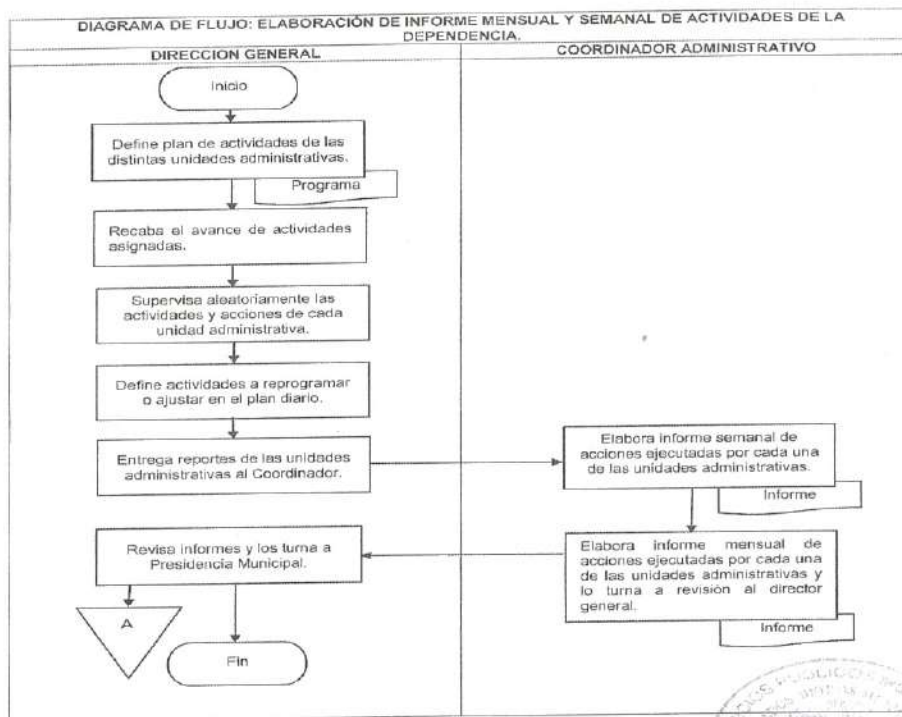 DIAGRAMA DE FLUJO: ELABORACIÓN DE INFORME MENSUAL Y SEMANAL DE ACTIVIDADES DE LA
DEPENDENCIA.
DIRECCION GENERAL
COORDINADOR ADMINISTRATIVO
Inicio
Define plan de actividades de las
distintas unidades administrativas.
Programa
Recaba el avance de actividades
asignadas.
Supervisa aleatoriamente las
actividades y acciones de cada
unidad administrativa.
Define actividades a reprogramar
o ajustar en el plan diario.
Entrega reportes de las unidades
administrativas al Coordinador.
Elabora informe semanal de
acciones ejecutadas por cada una
de las unidades administrativas.
Informe
Elabora informe mensual de
acciones ejecutadas por cada una
de las unidades administrativas y
lo turna a revisión al director
general.
Informe
Revisa informes y los turna a
Presidencia Municipal.
A
Fin